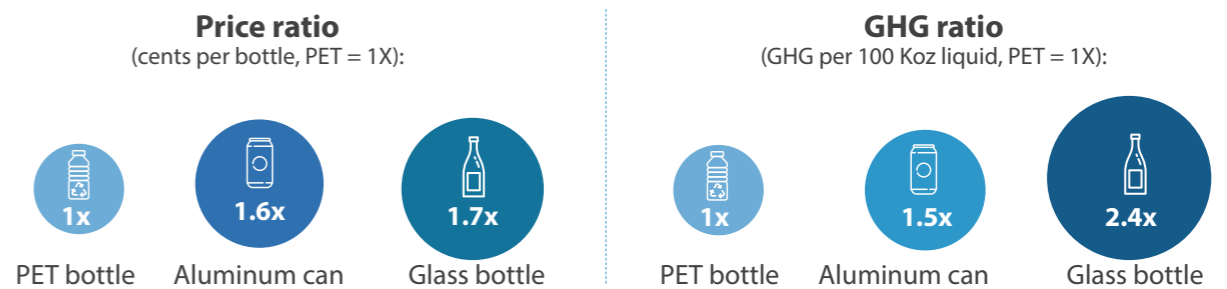 Price ratio
(cents per bottle, PET = 1X):
1x
1.6x
1.7x
PET bottle
Aluminum can
Glass bottle
GHG ratio
(GHG per 100 Koz liquid, PET = 1X):
1x
1.5x
2.4x
PET bottle
Aluminum can
Glass bottle